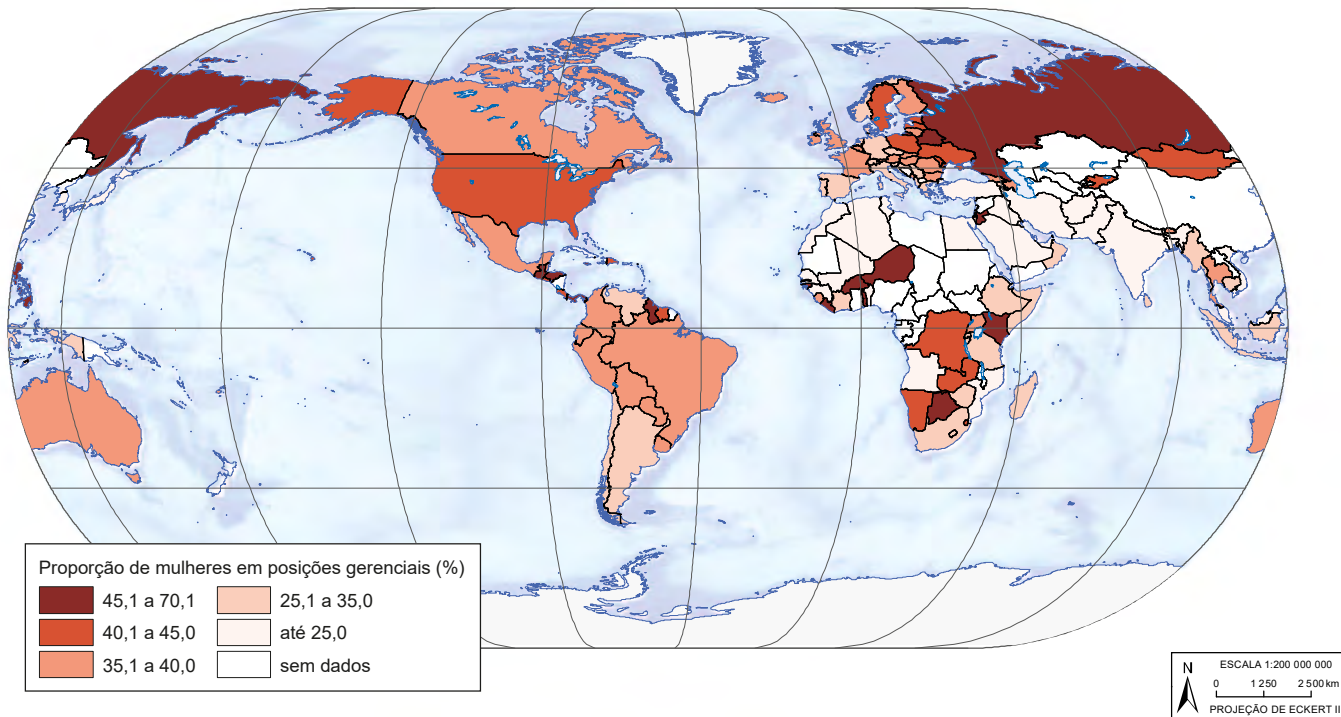 Proporção de mulheres em posições gerenciais (%)
45,1 a 70,1
25,1 a 35,0
40,1 a 45,0
até 25,0
35,1 a 40,0
sem dados
N
ESCALA 1:200 000 000
0 1 250 2 500 km
PROJEÇÃO DE ECKERT III